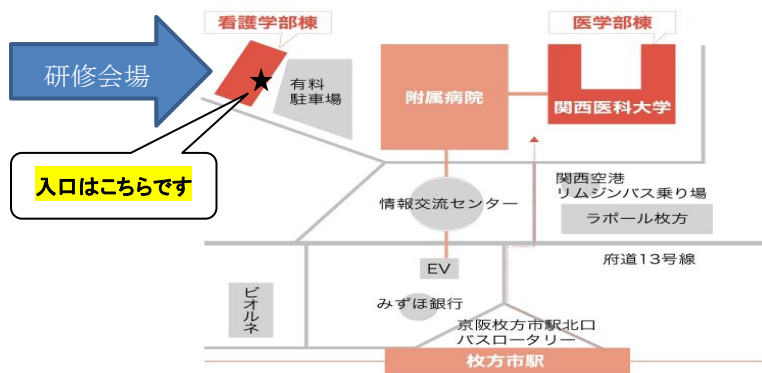 看護学部棟
医学部棟
研修会場
有料
駐車場
附属病院
関西医科大学
入口はこちらです
関西空港
リムジンバス乗り場
情報交流センター
ラポール枚方
府道13号線
EV
ビオルネ
みずほ銀行
京阪枚方市駅北口
バスロータリー
枚方市駅